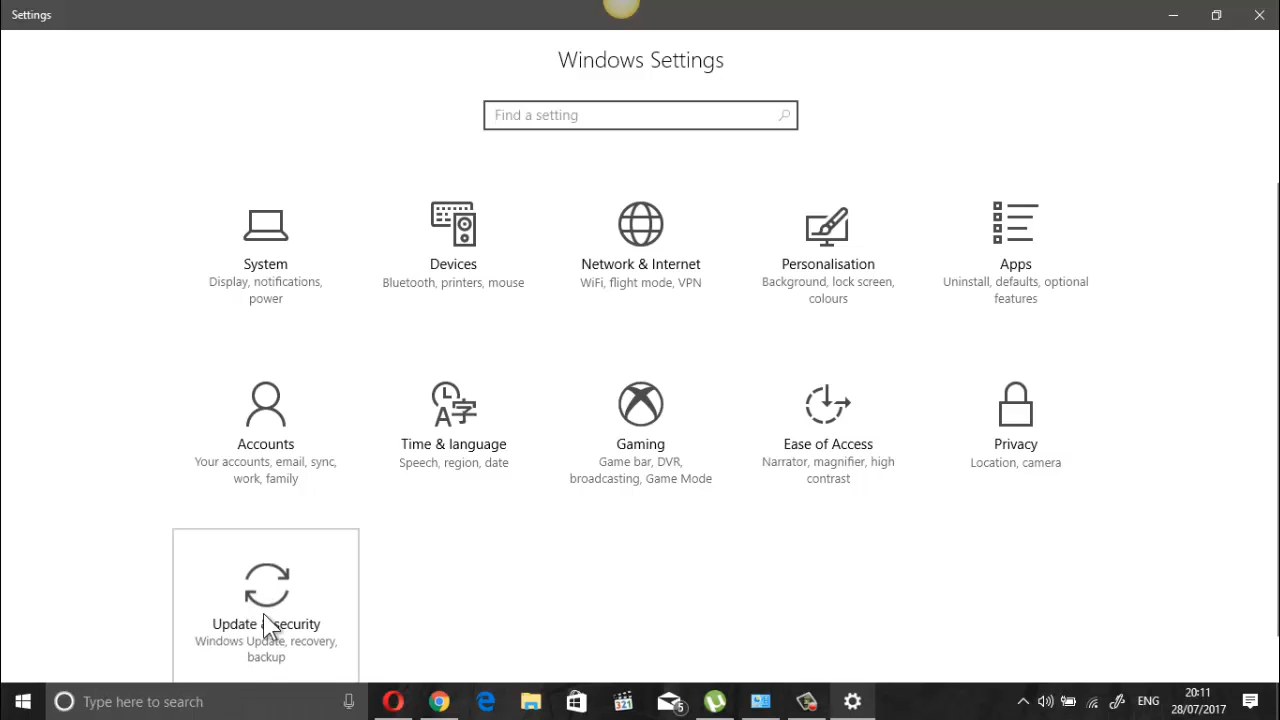 Settings
Windows Settings
Find a setting
System
Display, notifications,
power
Devices
Bluetooth, printers, mouse
Network & Internet
WiFi, flight mode, VPN
Personalisation
Background, lock screen,
colours
Apps
Uninstall, defaults, optional
features
Accounts
Your accounts, email, sync,
work, family
Time & language
Speech, region, date
Gaming
Game bar, DVR,
broadcasting, Game Mode
Ease of Access
Narrator, magnifier, high
contrast
Privacy
Location, camera
Update & security
Windows Update, recovery,
backup
Type here to search
321
5
ENG
20:11
28/07/2017